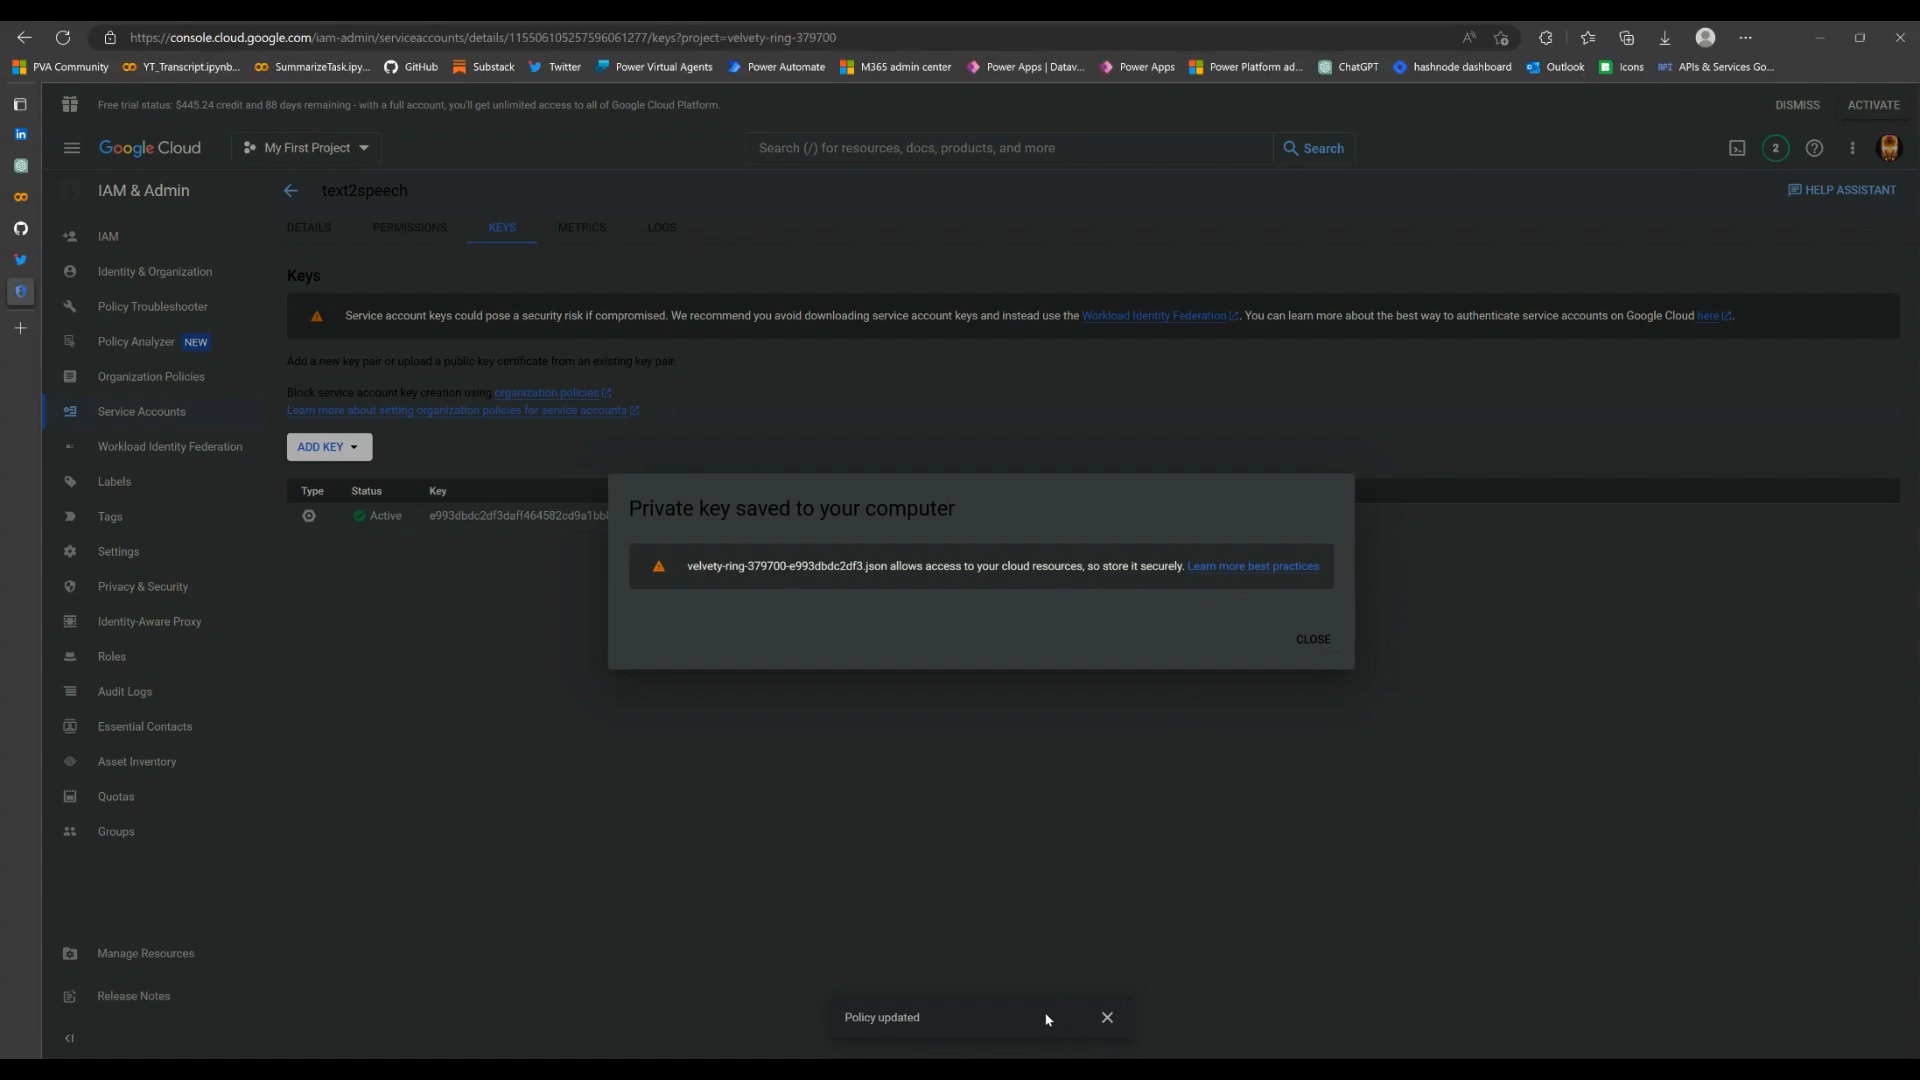 https://console.cloud.google.com/iam-admin/serviceaccounts/details/115506105257596061277/keys?project=velvety-ring-379700
PVA Community YT_Transcript.ipynb... SummarizeTask.ipy... GitHub Substack Twitter Power Virtual Agents Power Automate M365 admin center Power Apps | Datav... Power Apps Power Platform ad... ChatGPT hashnode dashboard Outlook Icons API APIs & Services Go...
Free trial status: $445.24 credit and 88 days remaining - with a full account, you'll get unlimited access to all of Google Cloud Platform. DISMISS ACTIVATE
Google Cloud My First Project Search (/) for resources, docs, products, and more Search 2
IAM & Admin text2speech HELP ASSISTANT
DETAILS PERMISSIONS KEYS METRICS LOGS
IAM
Identity & Organization
Policy Troubleshooter
Policy Analyzer NEW
Organization Policies
Service Accounts
Workload Identity Federation
Labels
Tags
Settings
Privacy & Security
Identity-Aware Proxy
Roles
Audit Logs
Essential Contacts
Asset Inventory
Quotas
Groups
Manage Resources
Release Notes
Keys
Service account keys could pose a security risk if compromised. We recommend you avoid downloading service account keys and instead use the Workload Identity Federation. You can learn more about the best way to authenticate service accounts on Google Cloud here.
Add a new key pair or upload a public key certificate from an existing key pair.
Block service account key creation using organization policies
Learn more about setting organization policies for service accounts
ADD KEY
Type Status Key
Active e993dbdc2df3daff464582cd9a1bb
Private key saved to your computer
velvety-ring-379700-e993dbdc2df3.json allows access to your cloud resources, so store it securely. Learn more best practices
CLOSE
Policy updated